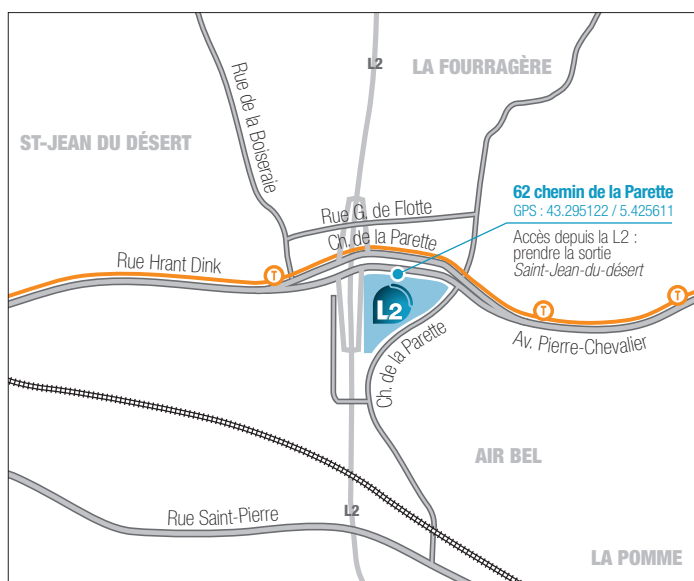 L2
LA FOURRAGÈRE
Rue de la Boiseraie
ST-JEAN DU DÉSERT
62 chemin de la Parette
GPS : 43.295122 / 5.425611
Accès depuis la L2 :
prendre la sortie
Saint-Jean-du-désert
Rue G. de Flotte
Ch. de la Parette
Rue Hrant Dink
T
T
T
L2
Av. Pierre-Chevalier
Ch. de la Parette
AIR BEL
Rue Saint-Pierre
L2
LA POMME